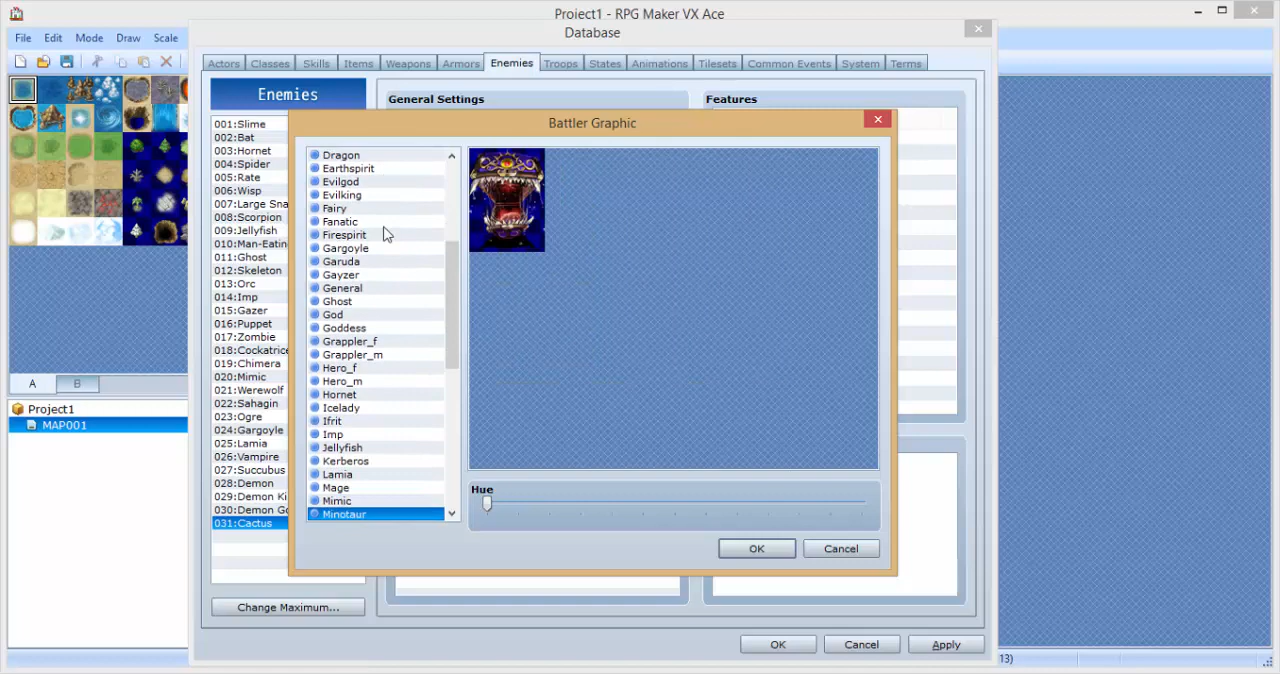 Project1 - RPG Maker VX Ace
Database
File Edit Mode Draw Scale
Actors Classes Skills Items Weapons Armors Enemies Troops States Animations Tilesets Common Events System Terms
Enemies
General Settings
Features
Battler Graphic
001:Slime
002:Bat
003:Hornet
004:Spider
005:Rate
006:Wisp
007:Large Sna
008:Scorpion
009:Jellyfish
010:Man-Eatin
011:Ghost
012:Skeleton
013:Orc
014:Imp
015:Gazer
016:Puppet
017:Zombie
018:Cockatric
019:Chimera
020:Mimic
021:Werewolf
022:Sahagin
023:Ogre
024:Gargoyle
025:Lamia
026:Vampire
027:Succubus
028:Demon
029:Demon Ki
030:Demon Go
031:Cactus
Dragon
Earthspirit
Evilgod
Evilking
Fairy
Fanatic
Firespirit
Gargoyle
Garuda
Gayzer
General
Ghost
God
Goddess
Grappler_f
Grappler_m
Hero_f
Hero_m
Hornet
Icelady
Ifrit
Imp
Jellyfish
Kerberos
Lamia
Mage
Mimic
Minotaur
Hue
OK Cancel
A B
Project1
MAP001
Change Maximum...
OK Cancel Apply
13)